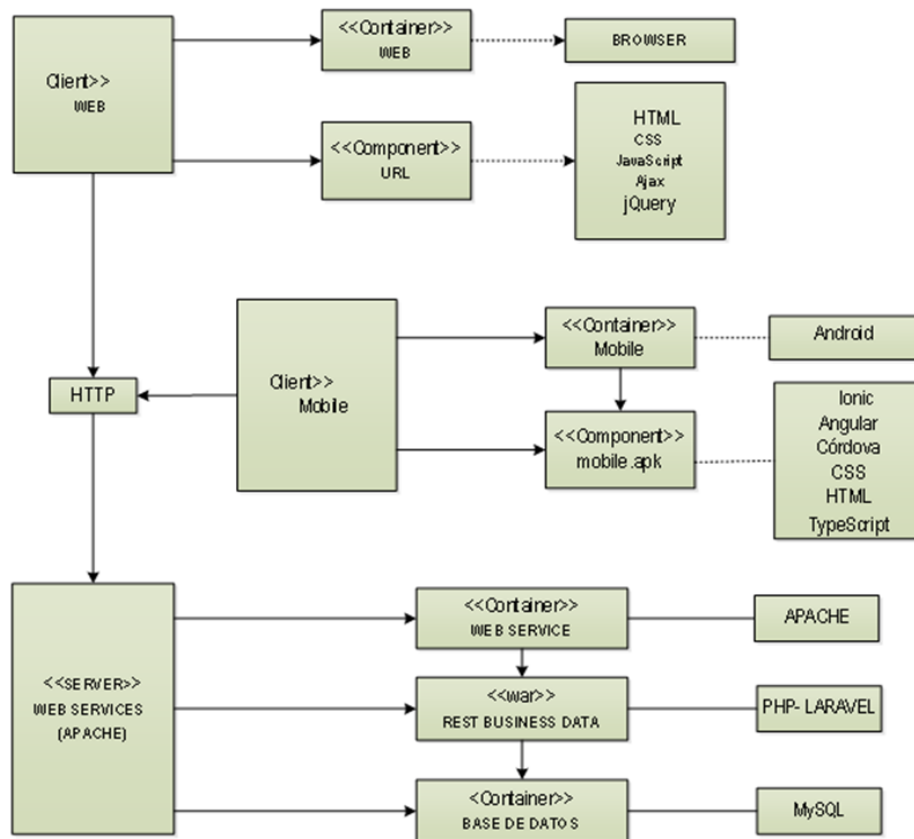 Client>>
WEB
<<Container>>
WEB
BROWSER
<<Component>>
URL
HTML
CSS
JavaScript
Ajax
jQuery
HTTP
Client>>
Mobile
<<Container>>
Mobile
Android
<<Component>>
mobile.apk
Ionic
Angular
Córdova
CSS
HTML
TypeScript
<<SERVER>>
WEB SERVICES
(APACHE)
<<Container>>
WEB SERVICE
APACHE
<<war>>
REST BUSINESS DATA
PHP- LARAVEL
<Container>>
BASE DE DATOS
MySQL